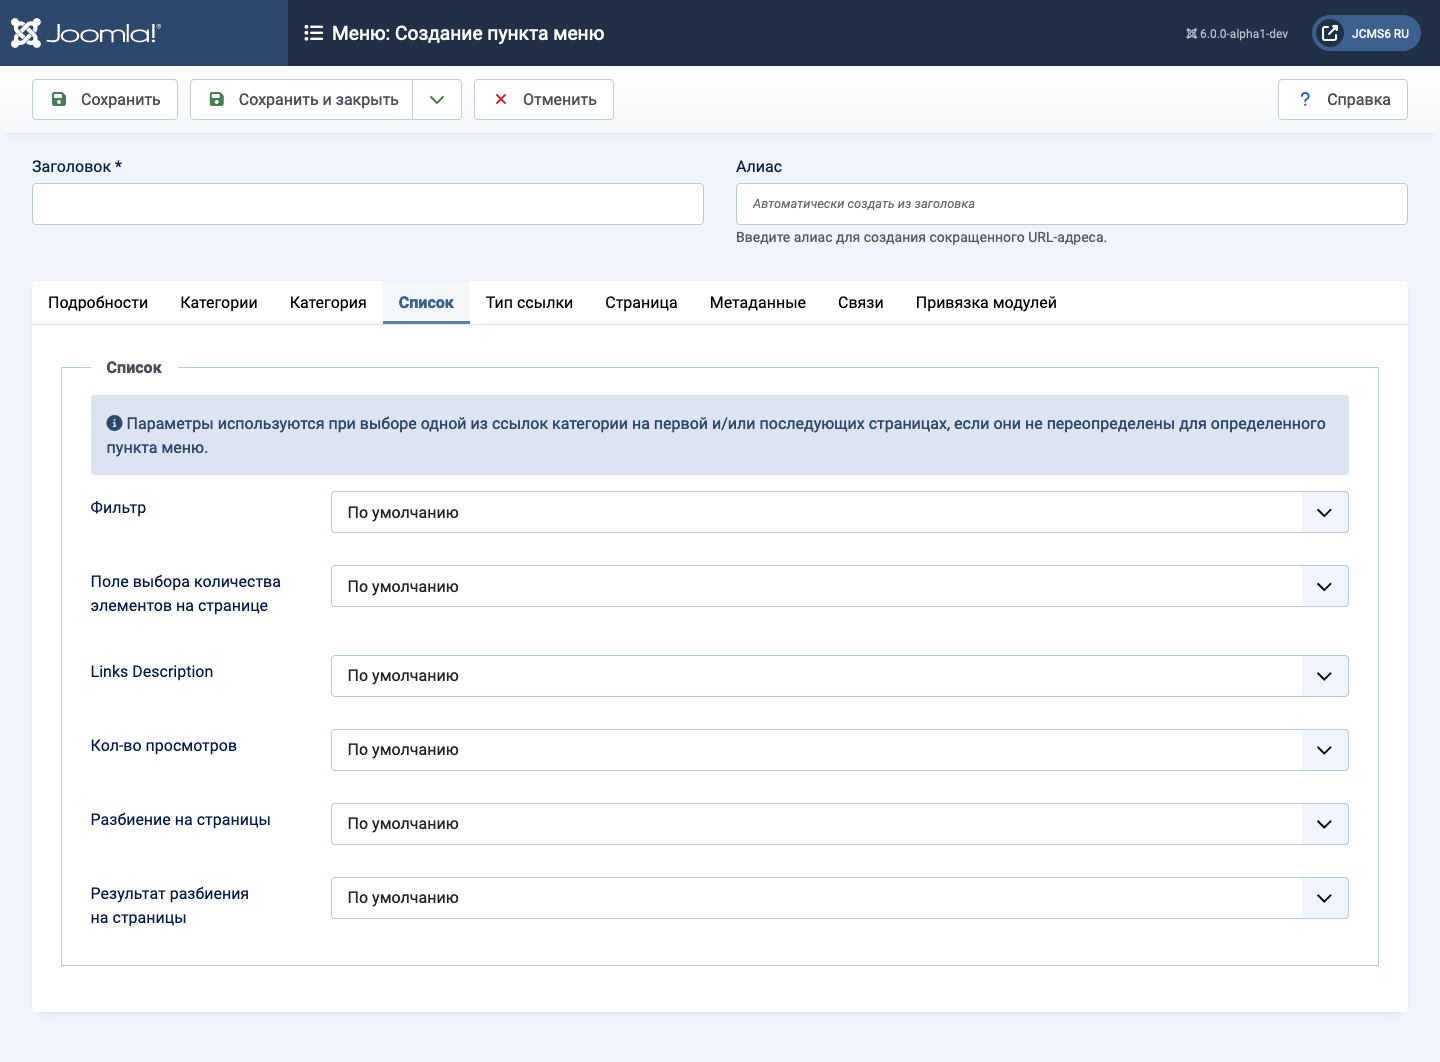 Joomla!®
Меню: Создание пункта меню
6.0.0-alpha1-dev
JCMS6 RU
Сохранить
Сохранить и закрыть
Отменить
? Справка
Заголовок *
Алиас
Автоматически создать из заголовка
Введите алиас для создания сокращенного URL-адреса.
Подробности
Категории
Категория
Список
Тип ссылки
Страница
Метаданные
Связи
Привязка модулей
Список
Параметры используются при выборе одной из ссылок категории на первой и/или последующих страницах, если они не переопределены для определенного
пункта меню.
Фильтр
По умолчанию
Поле выбора количества
элементов на странице
По умолчанию
Links Description
По умолчанию
Кол-во просмотров
По умолчанию
Разбиение на страницы
По умолчанию
Результат разбиения
на страницы
По умолчанию